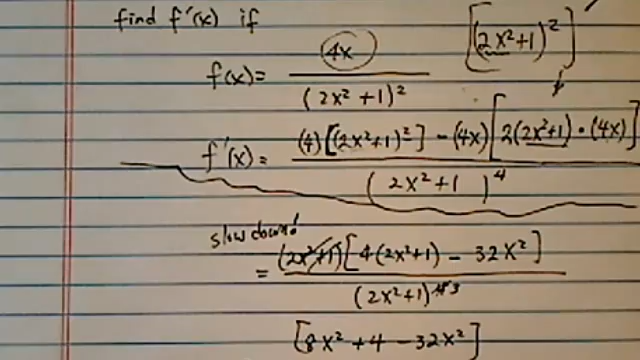 find f'(x) if
[(2x²+1)²]'
f(x) = 4x / (2x²+1)²
f'(x) = (4)[(2x²+1)²] - (4x)[2(2x²+1)·(4x)] / (2x²+1)⁴
slow down!
= (2x²+1)[4(2x²+1) - 32x²] / (2x²+1)⁴ ³
[8x²+4-32x²]